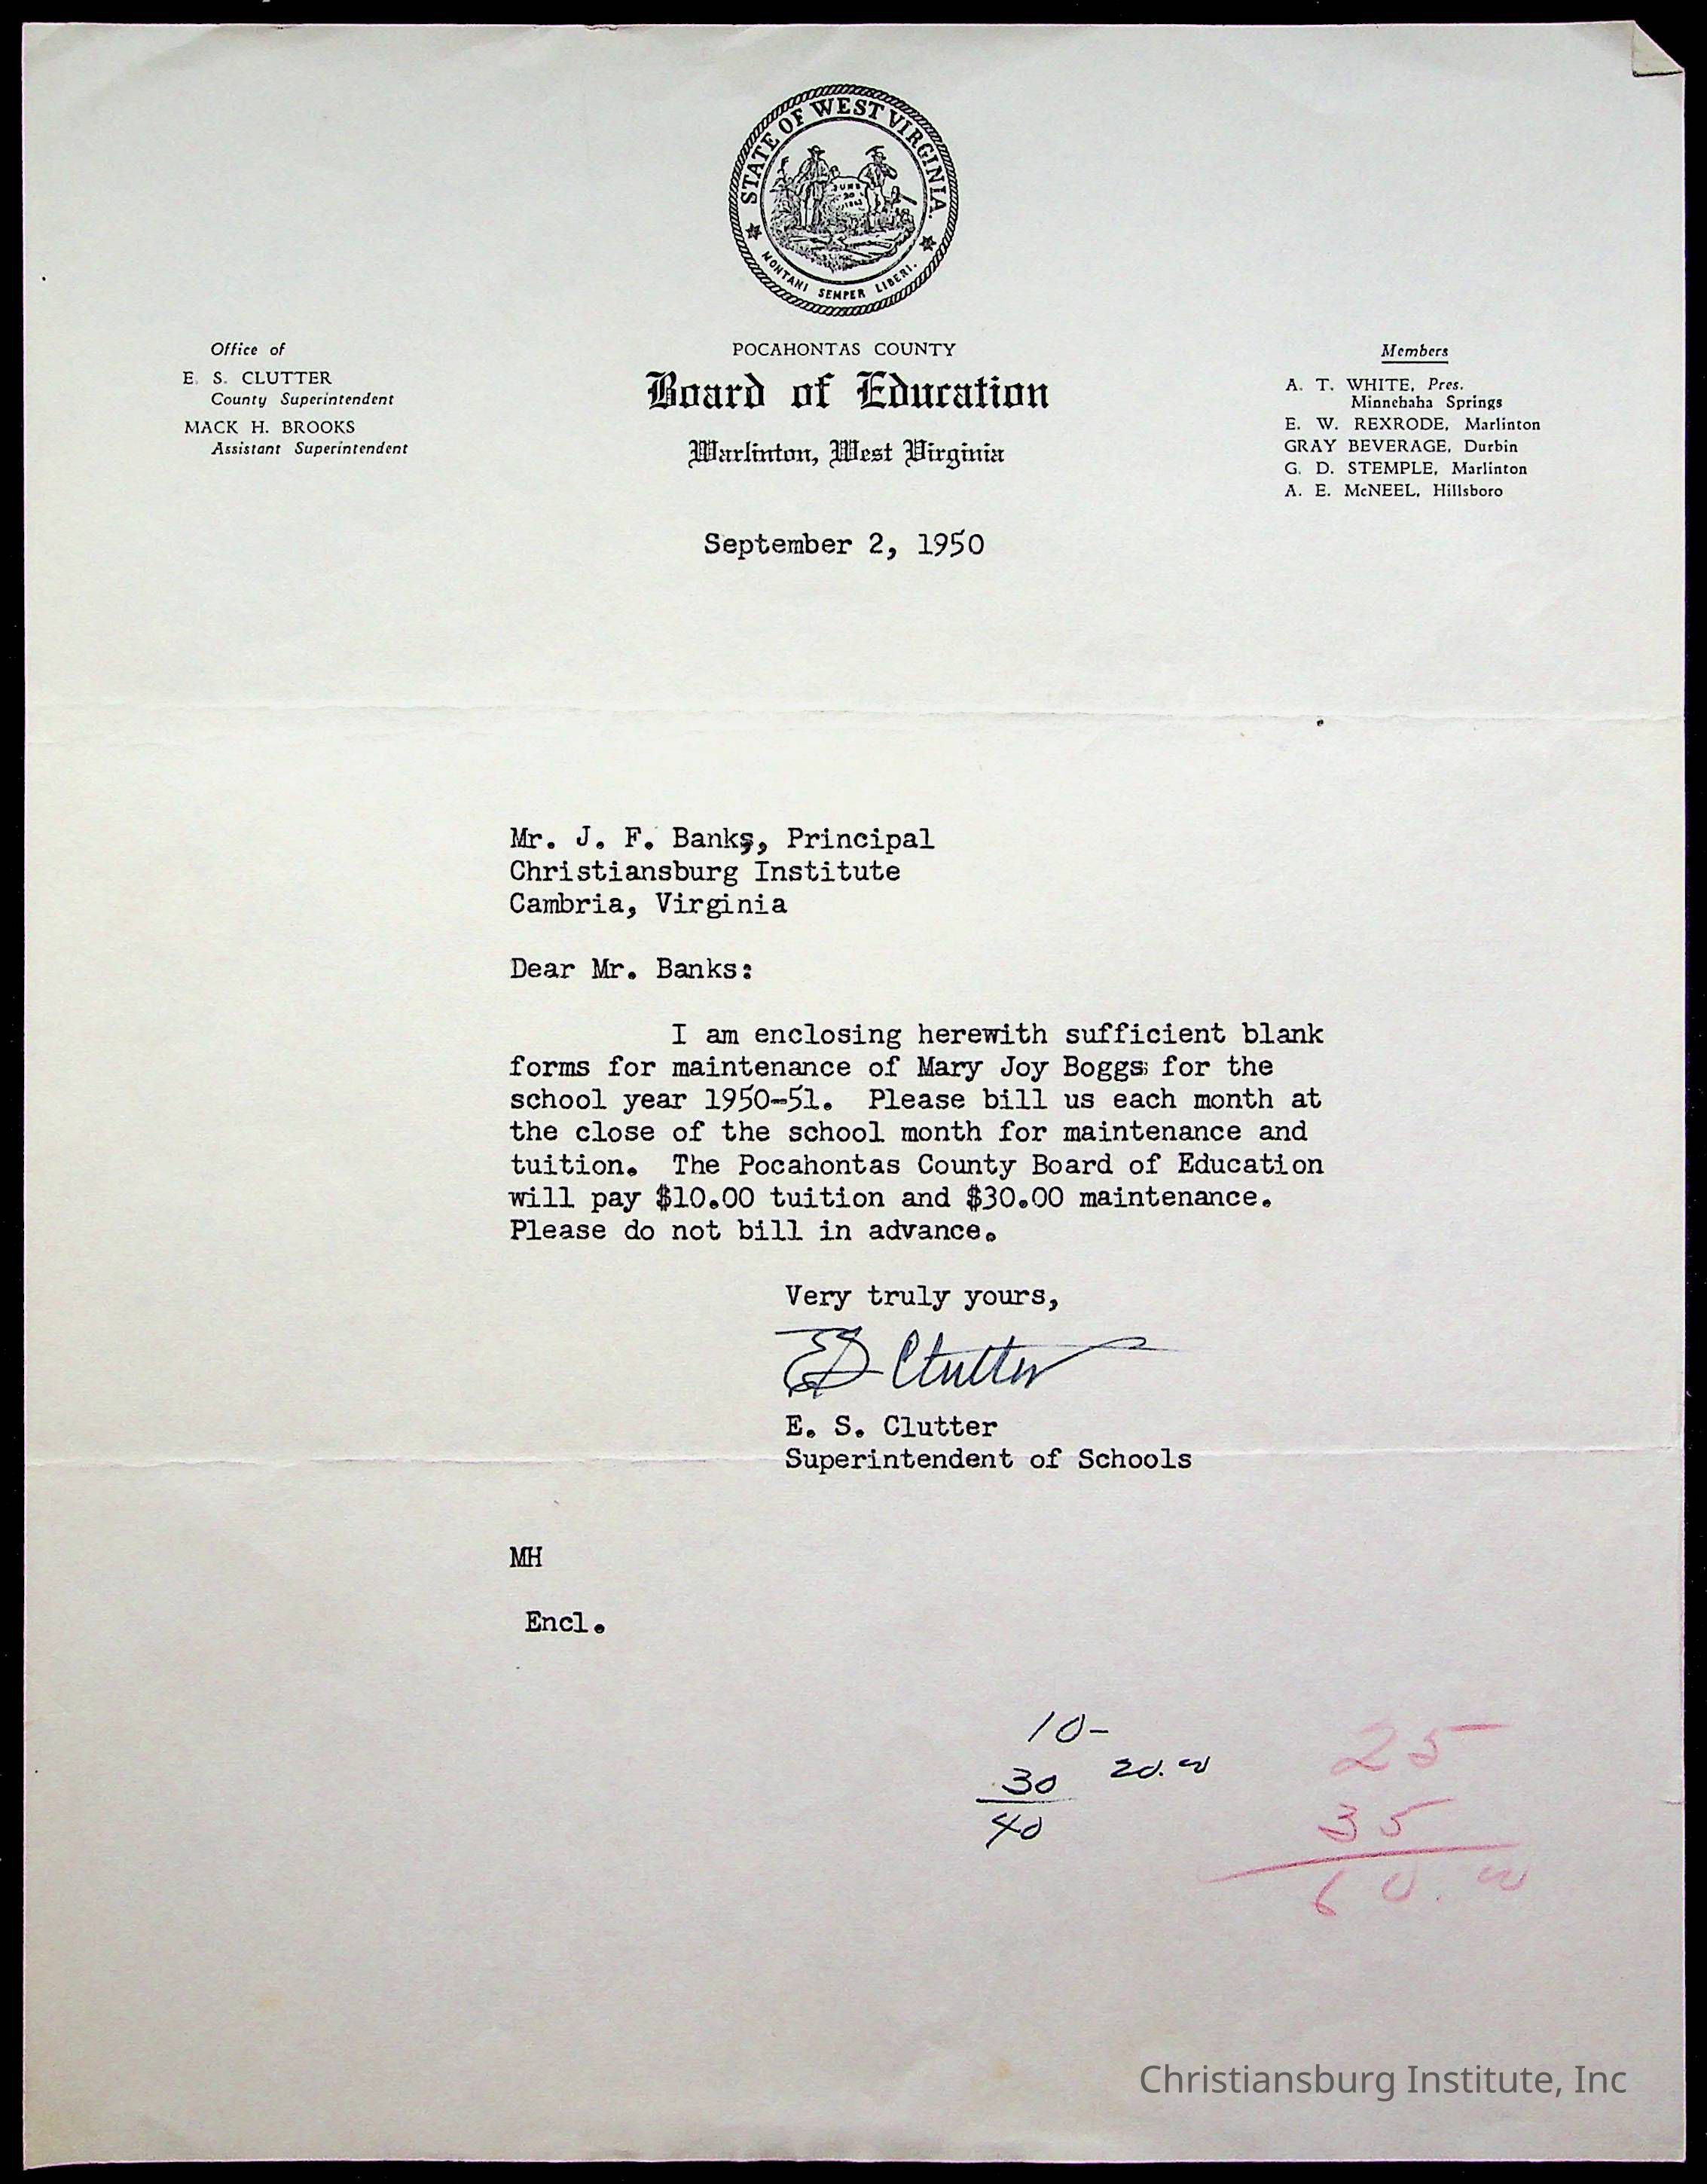 STATE OF WEST VIRGINIA.
JUNE
20
1863
MONTANI SEMPER LIBERI.
Office of
E. S. CLUTTER
County Superintendent
MACK H. BROOKS
Assistant Superintendent
POCAHONTAS COUNTY
Board of Education
Marlinton, West Virginia
Members
A. T. WHITE, Pres.
Minnehaha Springs
E. W. REXRODE, Marlinton
GRAY BEVERAGE, Durbin
G. D. STEMPLE, Marlinton
A. E. McNEEL, Hillsboro
September 2, 1950
Mr. J. F. Banks, Principal
Christiansburg Institute
Cambria, Virginia
Dear Mr. Banks:
I am enclosing herewith sufficient blank
forms for maintenance of Mary Joy Boggs for the
school year 1950-51. Please bill us each month at
the close of the school month for maintenance and
tuition. The Pocahontas County Board of Education
will pay $10.00 tuition and $30.00 maintenance.
Please do not bill in advance.
Very truly yours,
ES Clutter
E. S. Clutter
Superintendent of Schools
MH
Encl.
10-
30 20.00
40
25
35
60.00
Christiansburg Institute, Inc